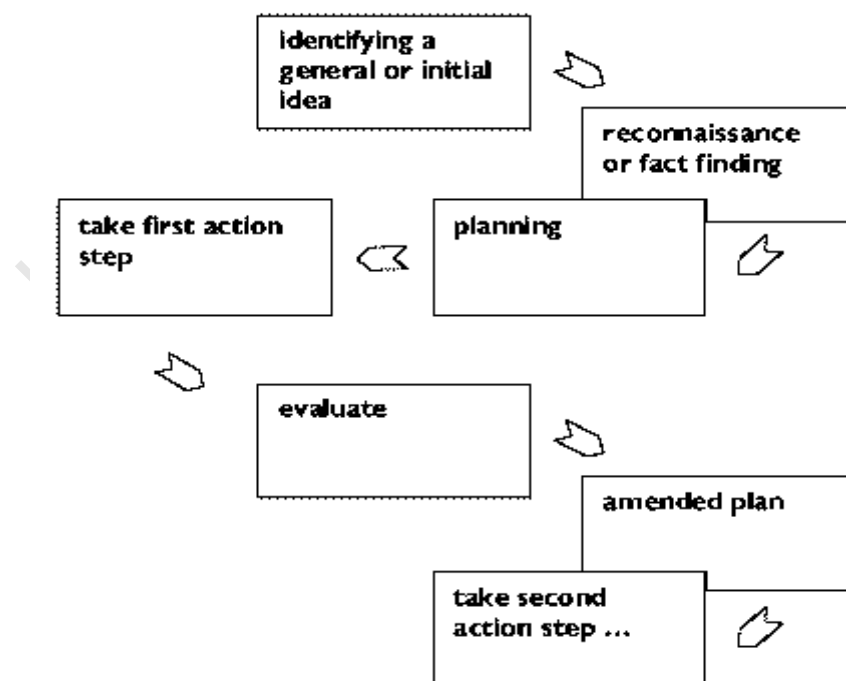 identifying a
general or initial
idea
reconnaissance
or fact finding
planning
take first action
step
evaluate
amended plan
take second
action step ...